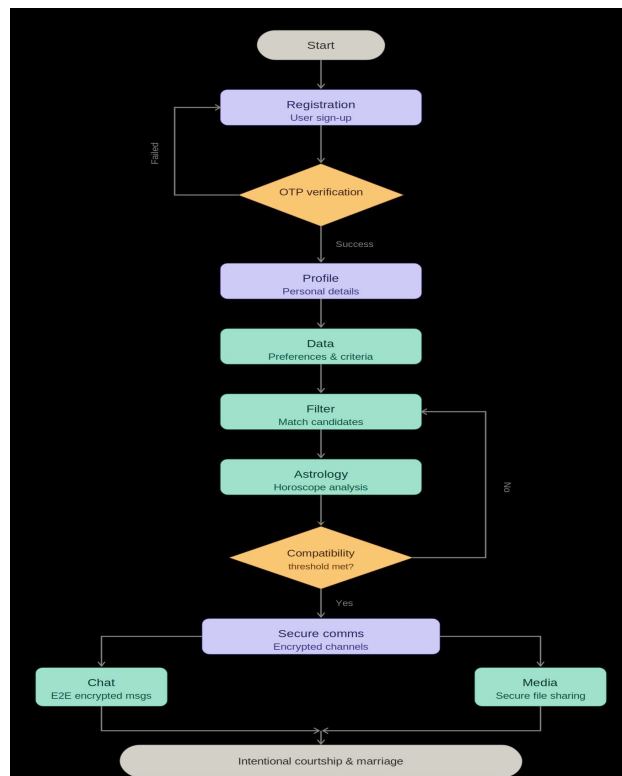 Start
Registration
User sign-up
Failed
OTP verification
Success
Profile
Personal details
Data
Preferences & criteria
Filter
Match candidates
Astrology
Horoscope analysis
No
Compatibility
threshold met?
Yes
Secure comms
Encrypted channels
Chat
E2E encrypted msgs
Media
Secure file sharing
Intentional courtship & marriage